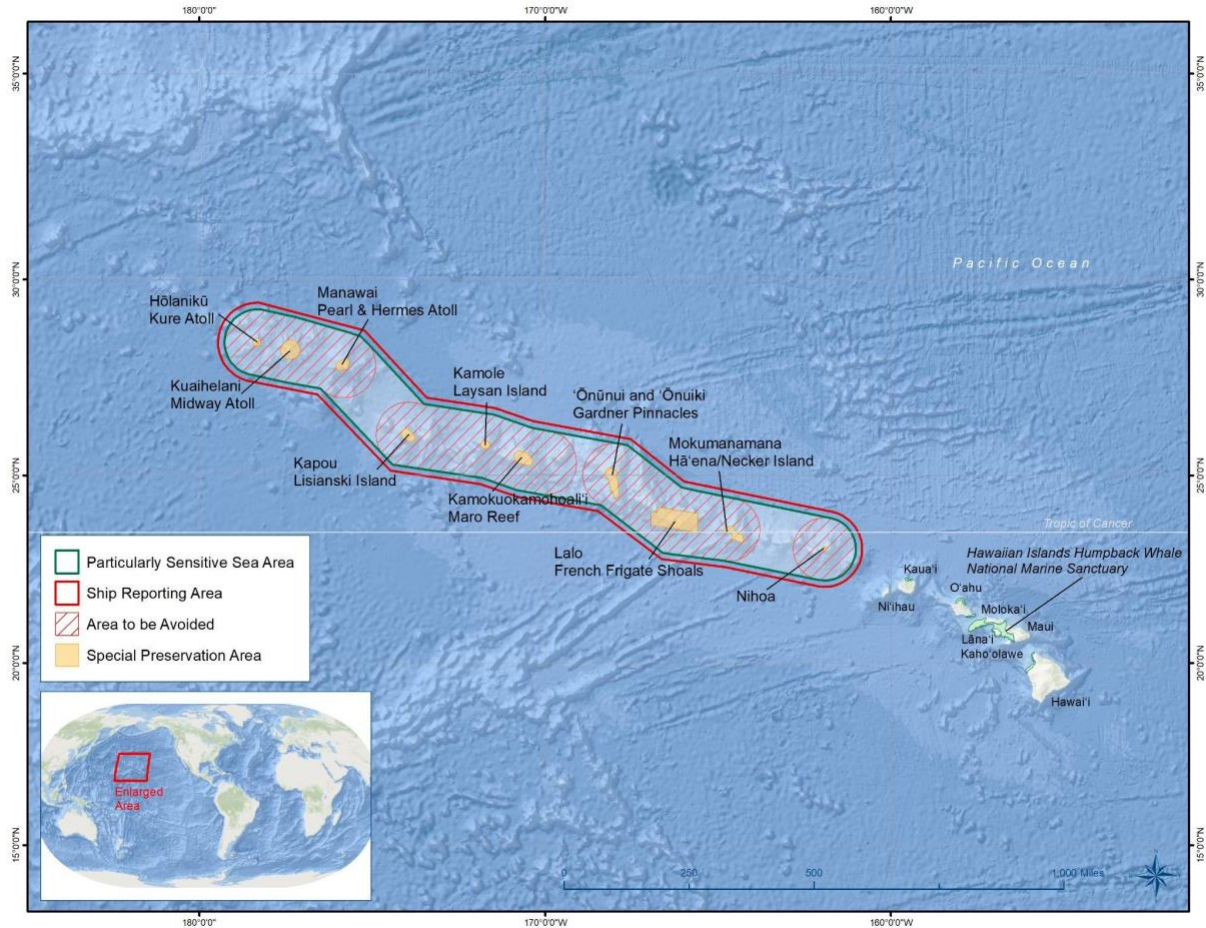 180°0'0"
170°0'0"W
160°0'0"W
35°0'0"N
35°0'0"N
30°0'0"N
30°0'0"N
25°0'0"N
25°0'0"N
20°0'0"N
20°0'0"N
15°0'0"N
15°0'0"N
Pacific Ocean
Hōlanikū
Kure Atoll
Manawai
Pearl & Hermes Atoll
Kuaihelani
Midway Atoll
Kamole
Laysan Island
ʻŌnūnui and ʻŌnuiki
Gardner Pinnacles
Mokumanamana
Hāʻena/Necker Island
Kapou
Lisianski Island
Kamokuokamohoaliʻi
Maro Reef
Lalo
French Frigate Shoals
Nihoa
Tropic of Cancer
Hawaiian Islands Humpback Whale
National Marine Sanctuary
Kauaʻi
Niʻihau
Oʻahu
Molokaʻi
Maui
Lānaʻi
Kahoʻolawe
Hawaiʻi
Particularly Sensitive Sea Area
Ship Reporting Area
Area to be Avoided
Special Preservation Area
Enlarged
Area
0
250
500
1,000 Miles
180°0'0"
170°0'0"W
160°0'0"W